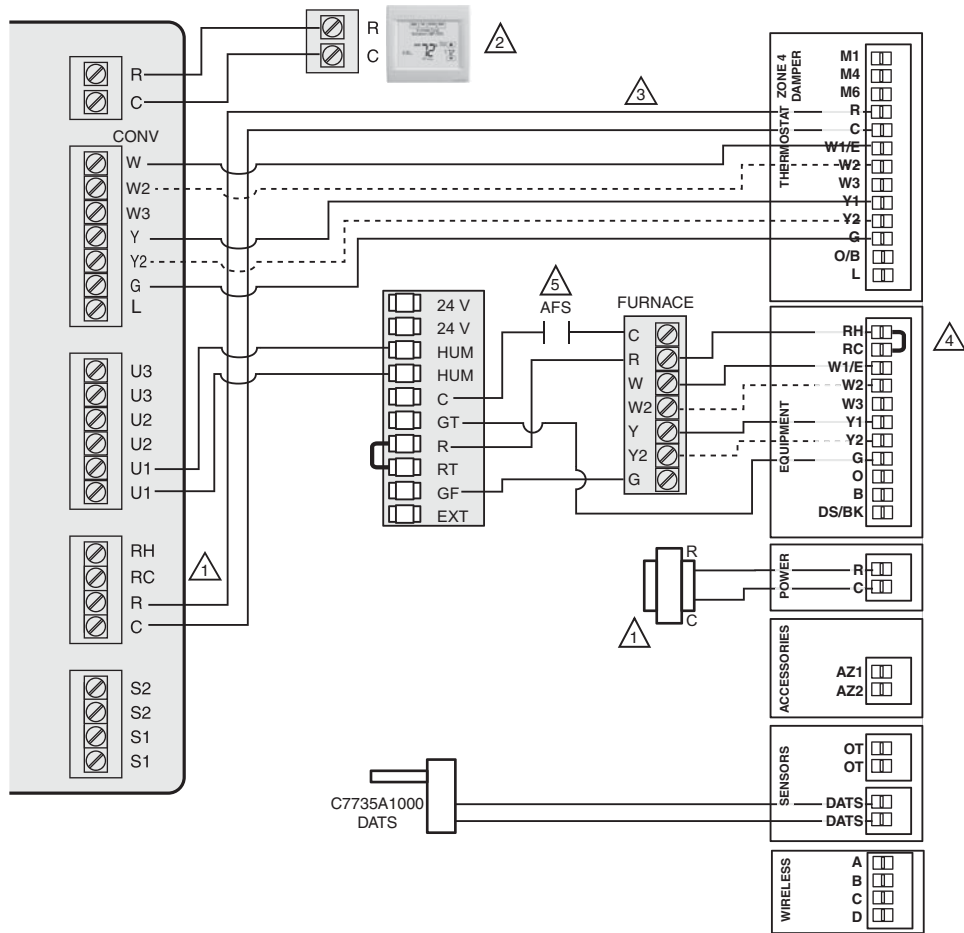 R
C
R
C
72
2
CONV
W
W2
W3
Y
Y2
G
L
3
ZONE 4
DAMPER
THERMOSTAT
M1
M4
M6
R
C
W1/E
W2
W3
Y1
Y2
G
O/B
L
U3
U3
U2
U2
U1
U1
24 V
24 V
HUM
HUM
C
GT
R
RT
GF
EXT
5
AFS
FURNACE
C
R
W
W2
Y
Y2
G
EQUIPMENT
RH
RC
W1/E
W2
W3
Y1
Y2
G
O
B
DS/BK
4
RH
RC
R
C
1
R
C
1
POWER
R
C
ACCESSORIES
AZ1
AZ2
S2
S2
S1
S1
C7735A1000
DATS
SENSORS
OT
OT
DATS
DATS
WIRELESS
A
B
C
D